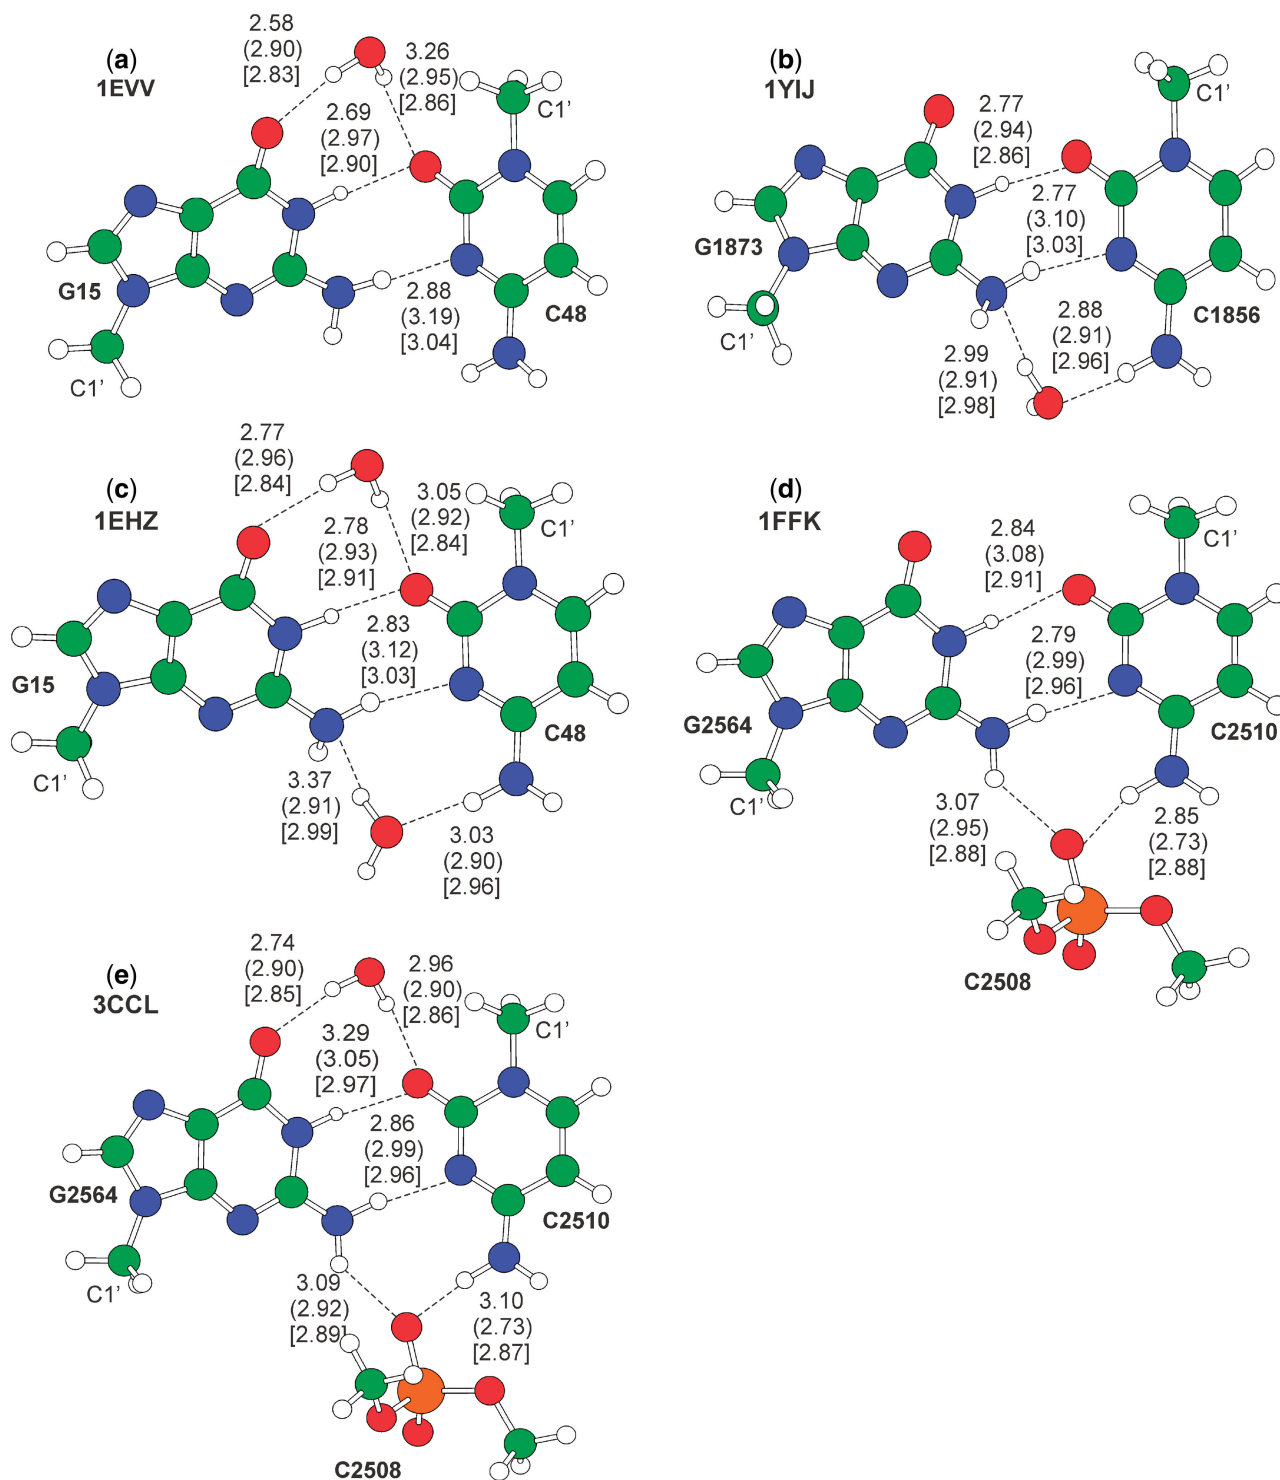 (a)
1EVV
2.58
(2.90)
[2.83]
3.26
(2.95)
[2.86]
2.69
(2.97)
[2.90]
C1'
G15
2.88
(3.19)
[3.04]
C48
C1'
(b)
1YIJ
2.77
(2.94)
[2.86]
C1'
2.77
(3.10)
[3.03]
G1873
C1856
2.88
(2.91)
[2.96]
C1'
2.99
(2.91)
[2.98]
(c)
1EHZ
2.77
(2.96)
[2.84]
3.05
(2.92)
[2.84]
C1'
2.78
(2.93)
[2.91]
2.83
(3.12)
[3.03]
G15
C48
C1'
3.37
(2.91)
[2.99]
3.03
(2.90)
[2.96]
(d)
1FFK
2.84
(3.08)
[2.91]
C1'
2.79
(2.99)
[2.96]
G2564
C2510
C1'
3.07
(2.95)
[2.88]
2.85
(2.73)
[2.88]
C2508
(e)
3CCL
2.74
(2.90)
[2.85]
2.96
(2.90)
[2.86]
C1'
3.29
(3.05)
[2.97]
2.86
(2.99)
[2.96]
G2564
C2510
C1'
3.09
(2.92)
[2.89]
3.10
(2.73)
[2.87]
C2508